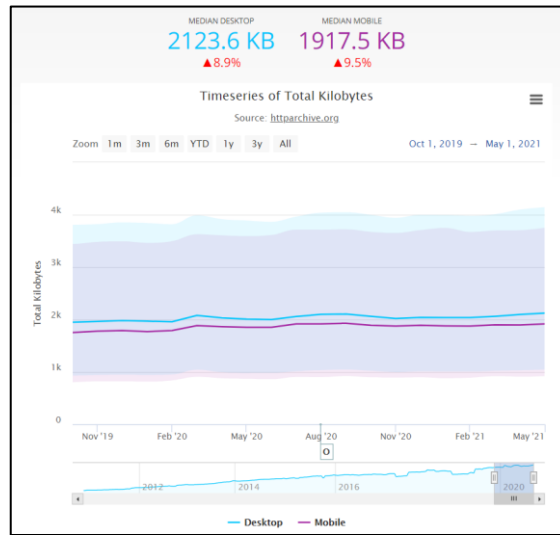 MEDIAN DESKTOP
2123.6 KB
▲8.9%
MEDIAN MOBILE
1917.5 KB
▲9.5%
Timeseries of Total Kilobytes
Source: httparchive.org
Zoom 1m 3m 6m YTD 1y 3y All Oct 1, 2019 → May 1, 2021
Total Kilobytes
4k
3k
2k
1k
0
Nov '19 Feb '20 May '20 Aug '20 Nov '20 Feb '21 May '21
O
2012 2014 2016 2020
Desktop Mobile